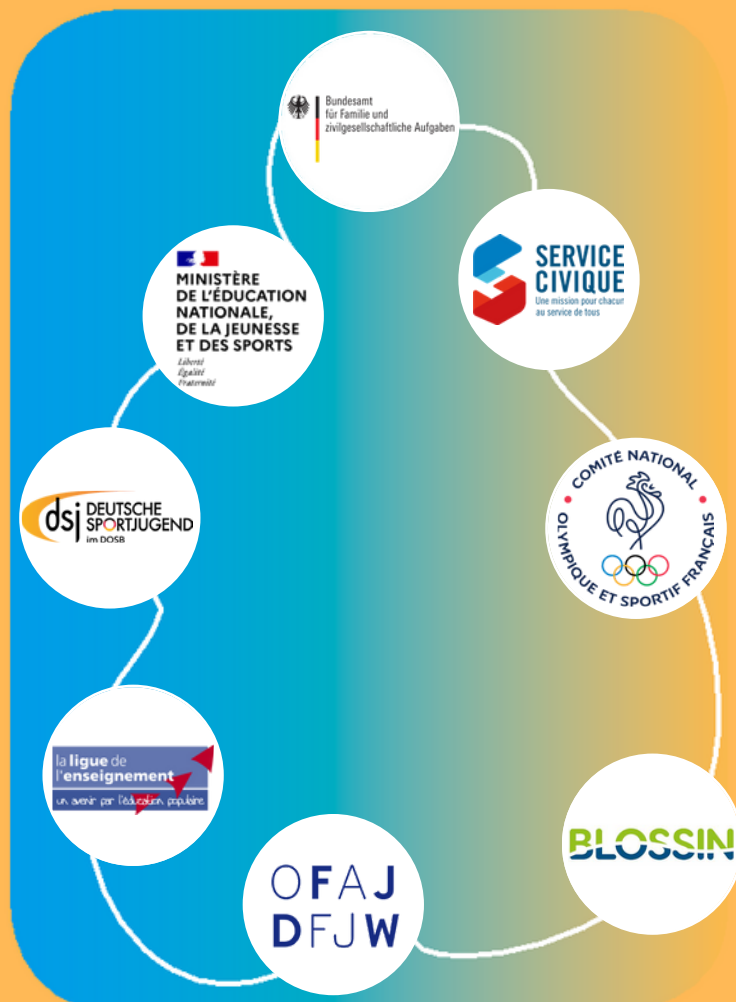 Bundesamt
für Familie und
zivilgesellschaftliche Aufgaben
SERVICE
CIVIQUE
Une mission pour chacun
au service de tous
MINISTÈRE
DE L'ÉDUCATION
NATIONALE,
DE LA JEUNESSE
ET DES SPORTS
Liberté
Égalité
Fraternité
dsj DEUTSCHE
SPORTJUGEND
im DOSB
COMITÉ NATIONAL
OLYMPIQUE ET SPORTIF FRANÇAIS
la ligue de
l'enseignement
un avenir par l'éducation populaire
BLOSSIN
OFAJ
DFJW